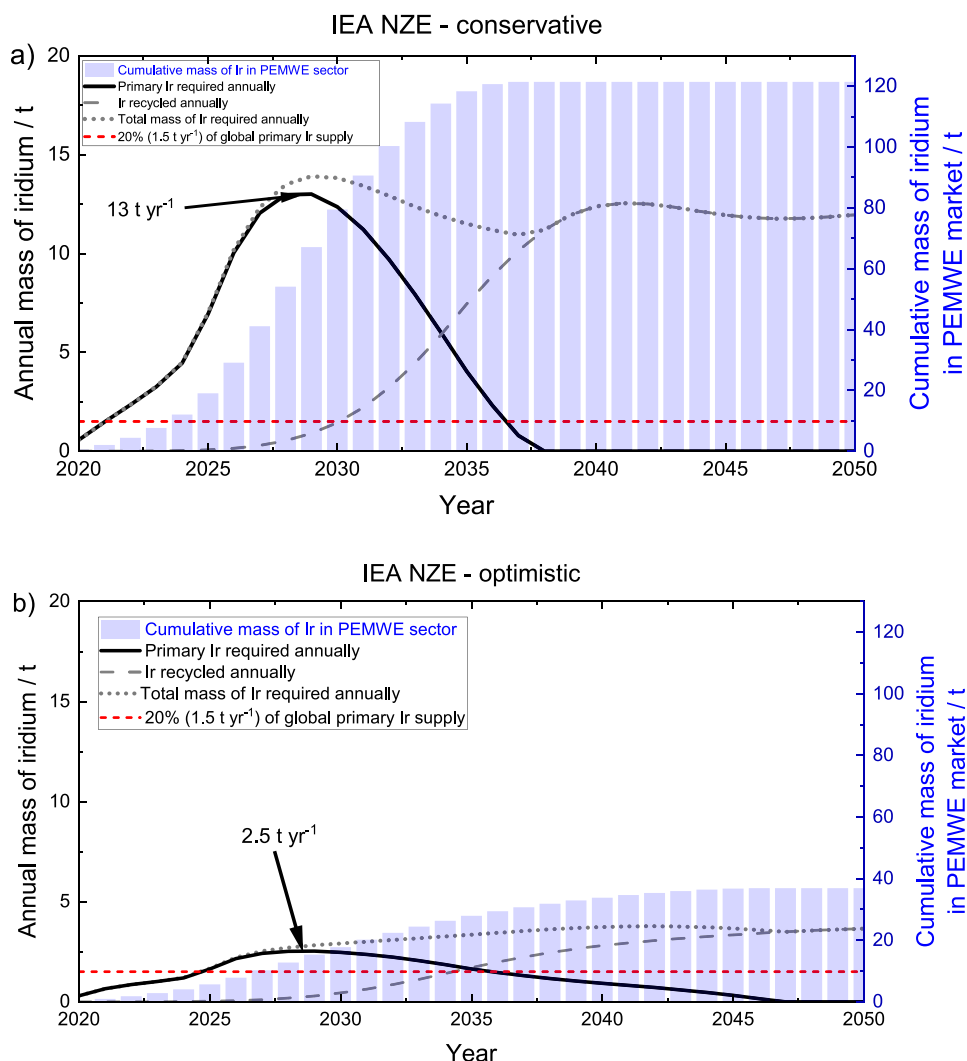 IEA NZE - conservative
a)
Cumulative mass of Ir in PEMWE sector
Primary Ir required annually
Ir recycled annually
Total mass of Ir required annually
20% (1.5 t yr⁻¹) of global primary Ir supply
13 t yr⁻¹
Annual mass of iridium / t
0
5
10
15
20
Cumulative mass of iridium
in PEMWE market / t
0
20
40
60
80
100
120
2020
2025
2030
2035
2040
2045
2050
Year
IEA NZE - optimistic
b)
Cumulative mass of Ir in PEMWE sector
Primary Ir required annually
Ir recycled annually
Total mass of Ir required annually
20% (1.5 t yr⁻¹) of global primary Ir supply
2.5 t yr⁻¹
Annual mass of iridium / t
0
5
10
15
20
Cumulative mass of iridium
in PEMWE market / t
0
20
40
60
80
100
120
2020
2025
2030
2035
2040
2045
2050
Year